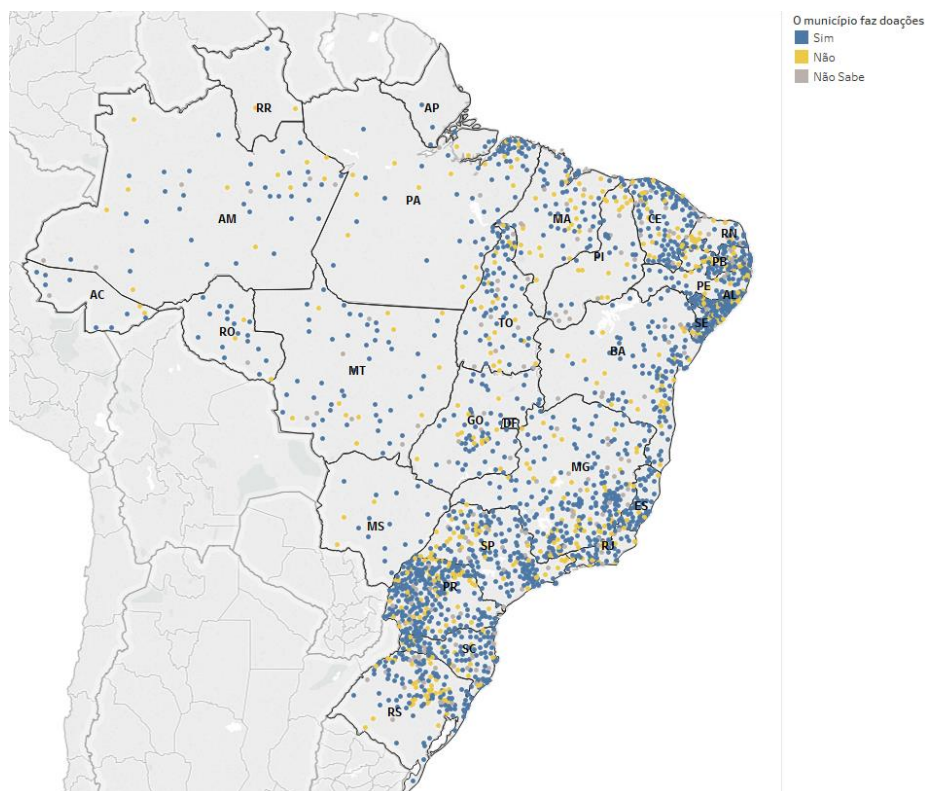 O município faz doações
Sim
Não
Não Sabe
RR
AP
AM
PA
MA
CE
RN
PB
PI
PE
AL
AC
SE
RO
TO
BA
MT
GO
DF
MG
MS
ES
SP
RJ
PR
SC
RS